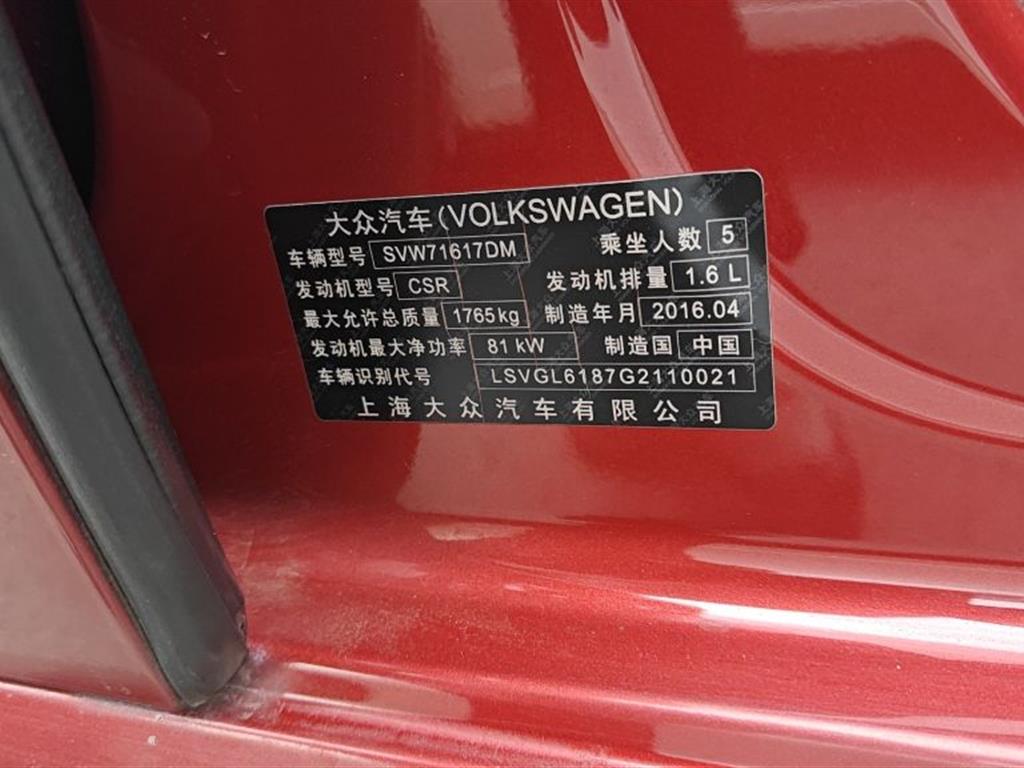 大众汽车(VOLKSWAGEN)
车辆型号 SVW71617DM 乘坐人数 5
发动机型号 CSR 发动机排量 1.6 L
最大允许总质量 1765kg 制造年月 2016.04
发动机最大净功率 81 kW 制造国 中国
车辆识别代号 LSVGL6187G2110021
上海大众汽车有限公司